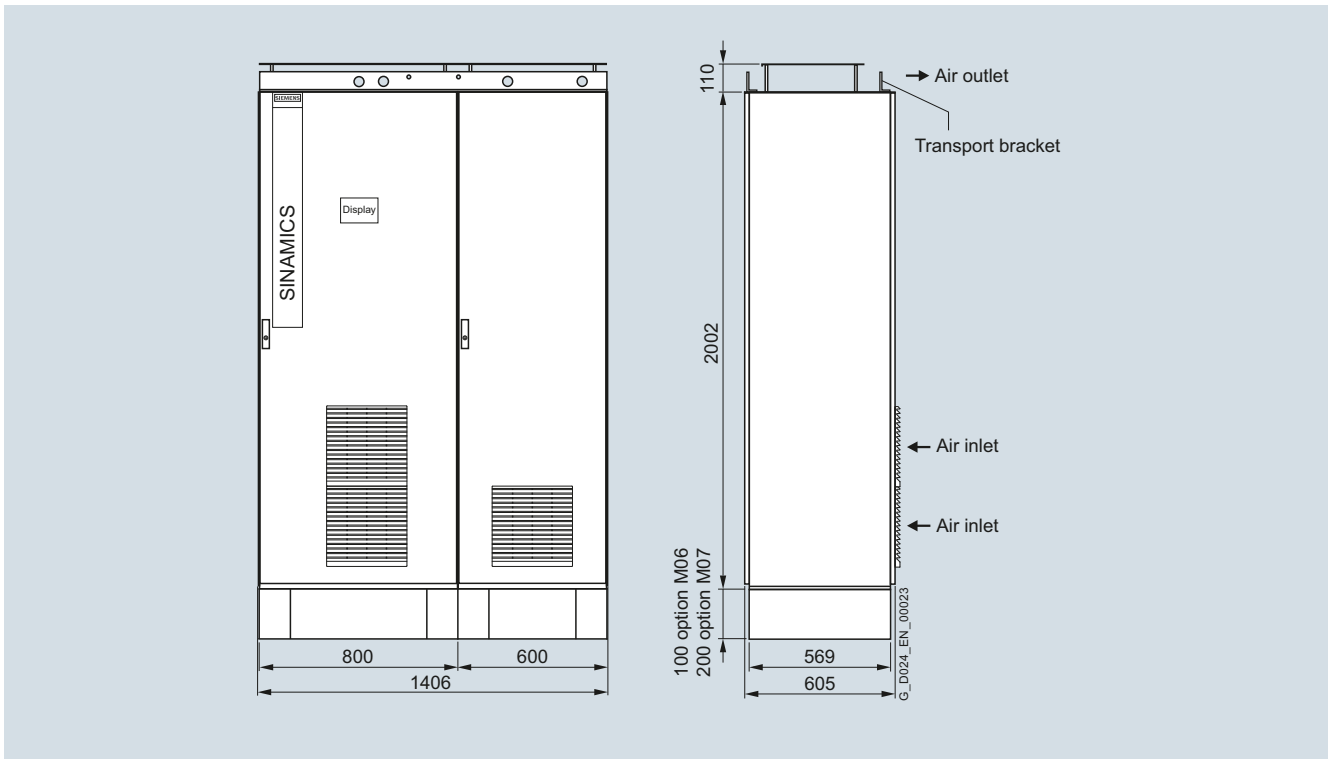 SIEMENS
SINAMICS
Display
800
600
1406
110
Air outlet
Transport bracket
2002
Air inlet
Air inlet
100 option M06
200 option M07
569
605
G_D024_EN_00023